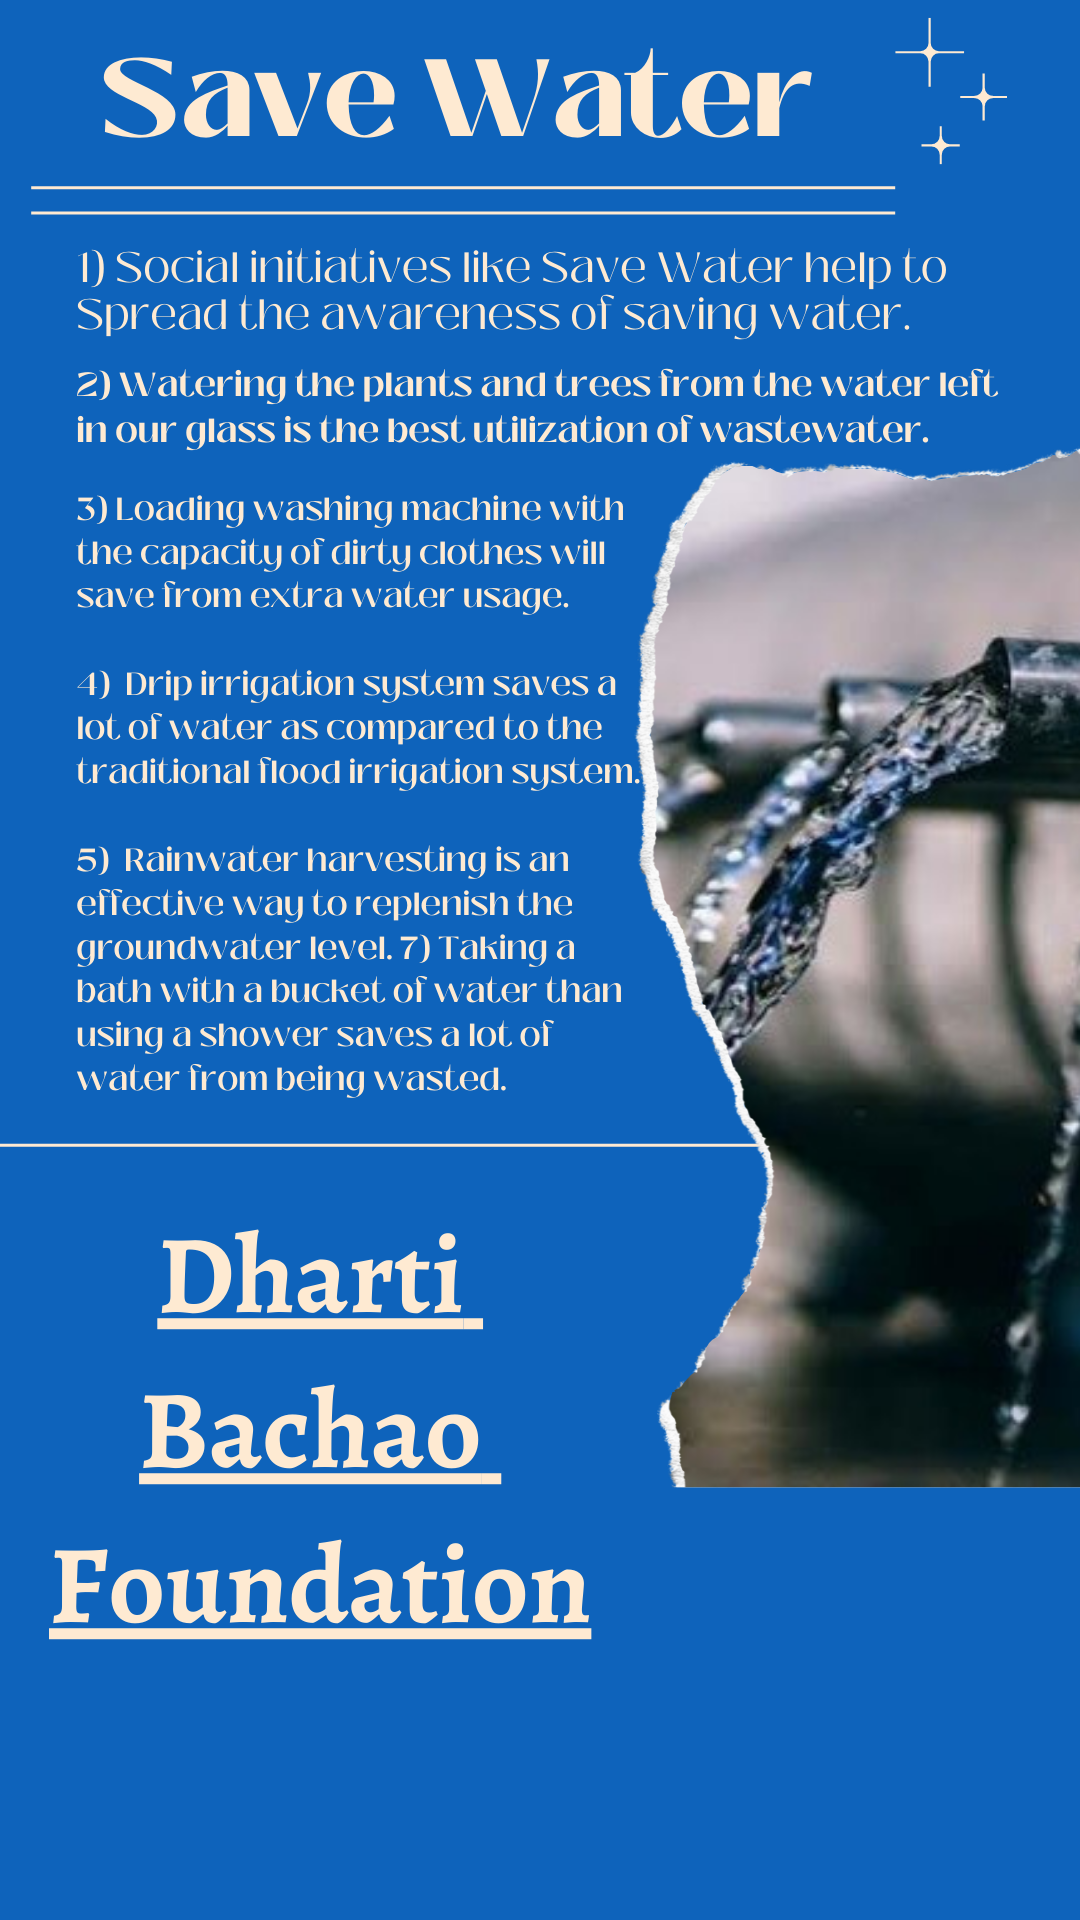 Save Water
1) Social initiatives like Save Water help to
Spread the awareness of saving water.
2) Watering the plants and trees from the water left
in our glass is the best utilization of wastewater.
3) Loading washing machine with
the capacity of dirty clothes will
save from extra water usage.
4) Drip irrigation system saves a
lot of water as compared to the
traditional flood irrigation system.
5) Rainwater harvesting is an
effective way to replenish the
groundwater level. 7) Taking a
bath with a bucket of water than
using a shower saves a lot of
water from being wasted.
Dharti
Bachao
Foundation